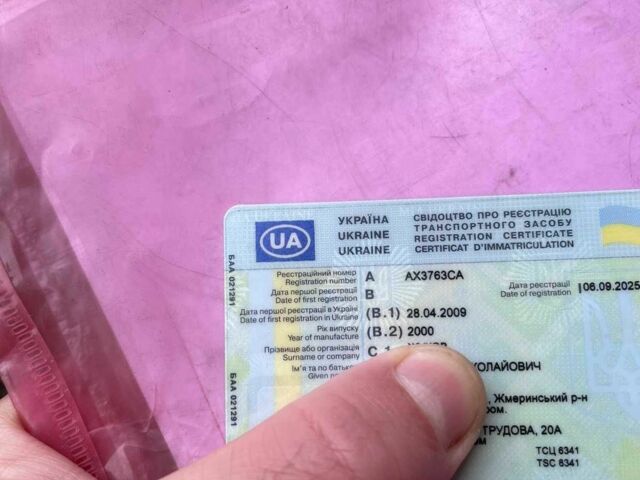 УКРАЇНА
UKRAINE
UKRAINE
СВІДОЦТВО ПРО РЕЄСТРАЦІЮ
ТРАНСПОРТНОГО ЗАСОБУ
REGISTRATION CERTIFICATE
CERTIFICAT D'IMMATRICULATION
UA
БАА 021291
Реєстраційний номер
Registration number
A AX3763CA
Дата реєстрації
Date of registration
(I) 06.09.2025
Дата першої реєстрації
Date of first registration
B
Дата першої реєстрації в Україні
Date of first registration in Ukraine
(B.1) 28.04.2009
Рік випуску
Year of manufacture
(B.2) 2000
Прізвище або організація
Surname or company
C.1
Ім'я та по батькові
Given
КОЛАЙОВИЧ
, Жмеринський р-н
ТРУДОВА, 20А
ТСЦ 6341
TSC 6341
БАА 021291